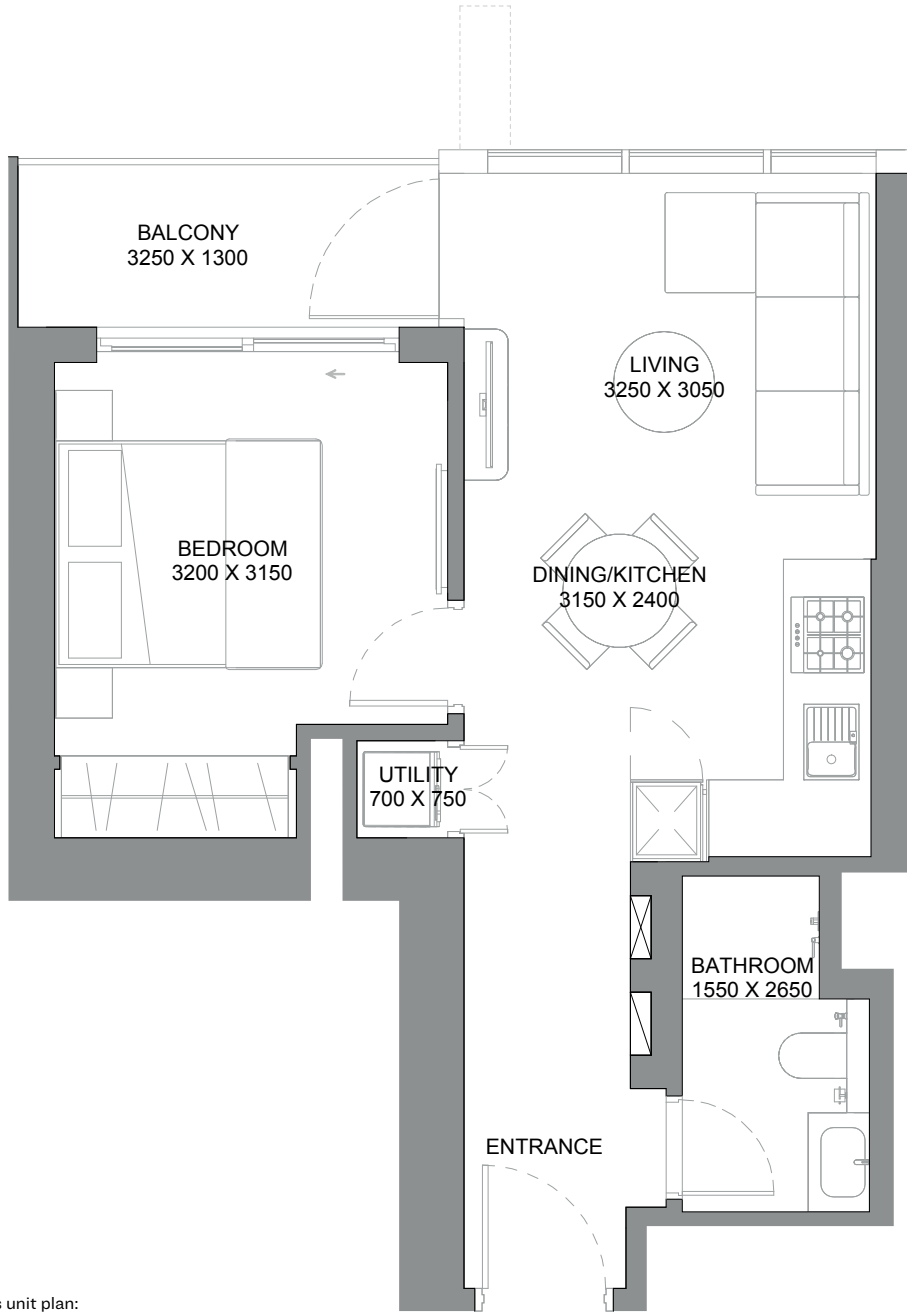 BALCONY
3250 X 1300
LIVING
3250 X 3050
BEDROOM
3200 X 3150
DINING/KITCHEN
3150 X 2400
UTILITY
700 X 750
BATHROOM
1550 X 2650
ENTRANCE
unit plan: